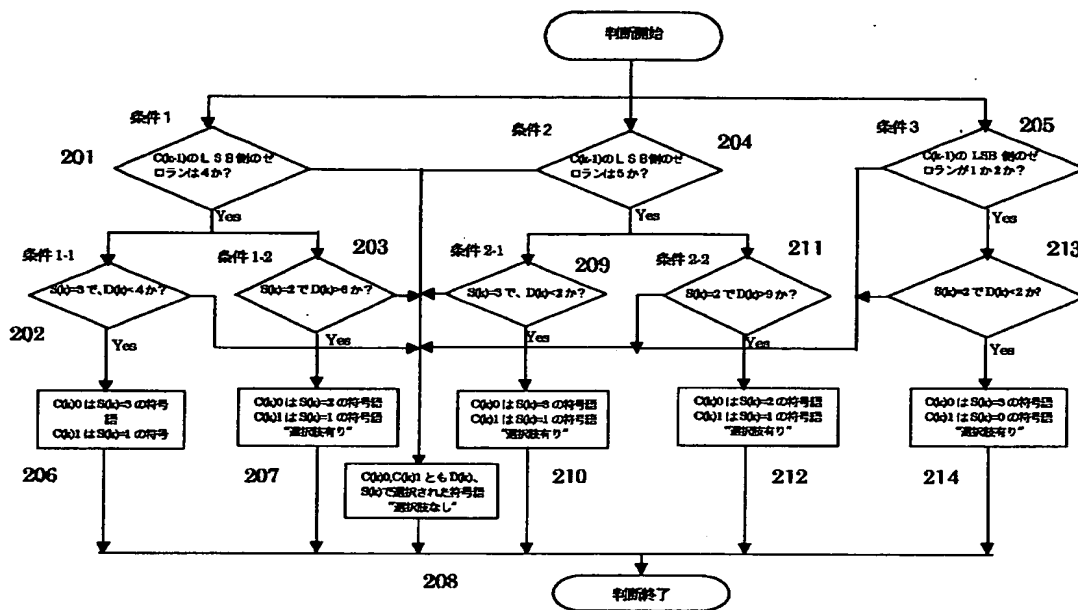 判断開始
条件1
条件2
条件3
201
204
205
C(k-1)のLSB側のゼ
ロランは4か?
C(k-1)のLSB側のゼ
ロランは5か?
C(k-1)のLSB側のゼ
ロランが1か2か?
Yes
Yes
Yes
条件1-1
条件1-2
203
条件2-1
209
条件2-2
211
213
S(k)=3で、D(k)<4か?
S(k)=2でD(k)>6か?
S(k)=3で、D(k)<2か?
S(k)=2でD(k)>9か?
S(k)=2でD(k)<2か?
202
Yes
Yes
Yes
Yes
Yes
C(k)0はS(k)=3の符号
語
C(k)1はS(k)=1の符号
C(k)0はS(k)=2の符号語
C(k)1はS(k)=1の符号語
"選択肢有り"
C(k)0はS(k)=3の符号語
C(k)1はS(k)=1の符号語
"選択肢有り"
C(k)0はS(k)=2の符号語
C(k)1はS(k)=1の符号語
"選択肢有り"
C(k)0はS(k)=3の符号語
C(k)1はS(k)=0の符号語
"選択肢有り"
206
207
C(k)0,C(k)1ともD(k)、
S(k)で選択された符号語
"選択肢なし"
210
212
214
208
判断終了